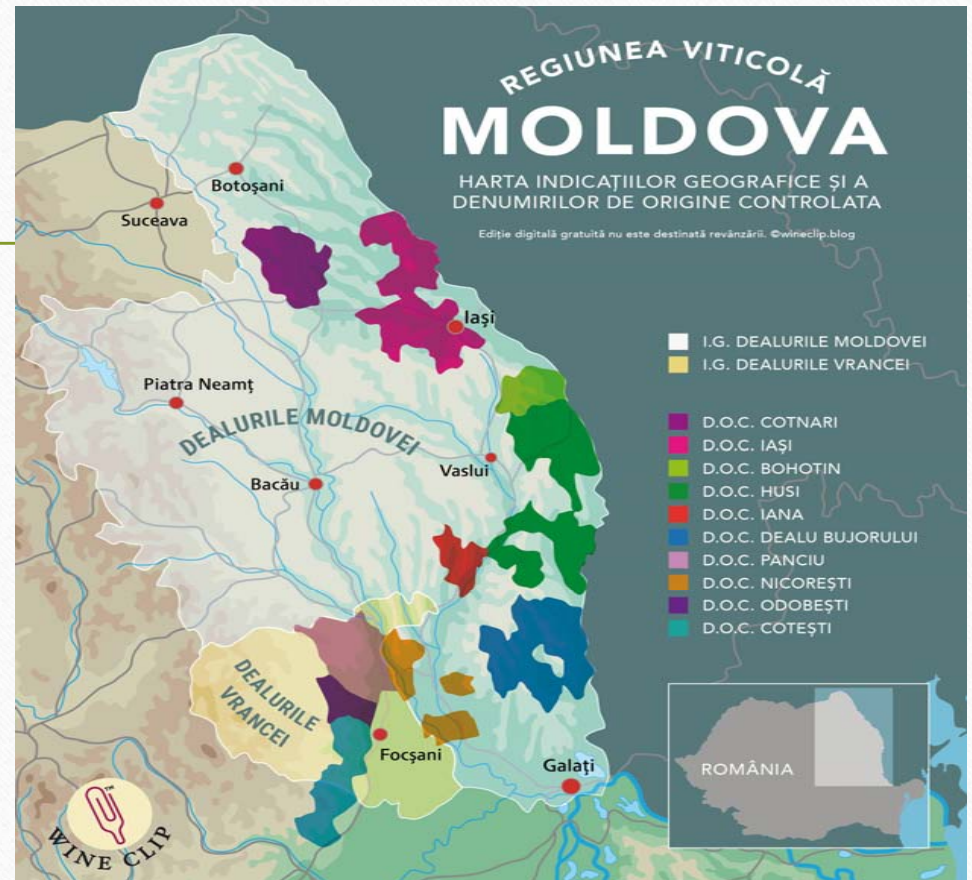 REGIUNEA VITICOLĂ
MOLDOVA
HARTA INDICAȚIILOR GEOGRAFICE ȘI A
DENUMIRILOR DE ORIGINE CONTROLATA
Ediție digitală gratuită nu este destinată revânzării. ©wineclip.blog
Botoșani
Suceava
Iași
Piatra Neamț
DEALURILE MOLDOVEI
Vaslui
Bacău
DEALURILE
VRANCEI
Focșani
Galați
I.G. DEALURILE MOLDOVEI
I.G. DEALURILE VRANCEI
D.O.C. COTNARI
D.O.C. IAȘI
D.O.C. BOHOTIN
D.O.C. HUSI
D.O.C. IANA
D.O.C. DEALU BUJORULUI
D.O.C. PANCIU
D.O.C. NICOREȘTI
D.O.C. ODOBEȘTI
D.O.C. COTEȘTI
ROMÂNIA
WINE CLIP